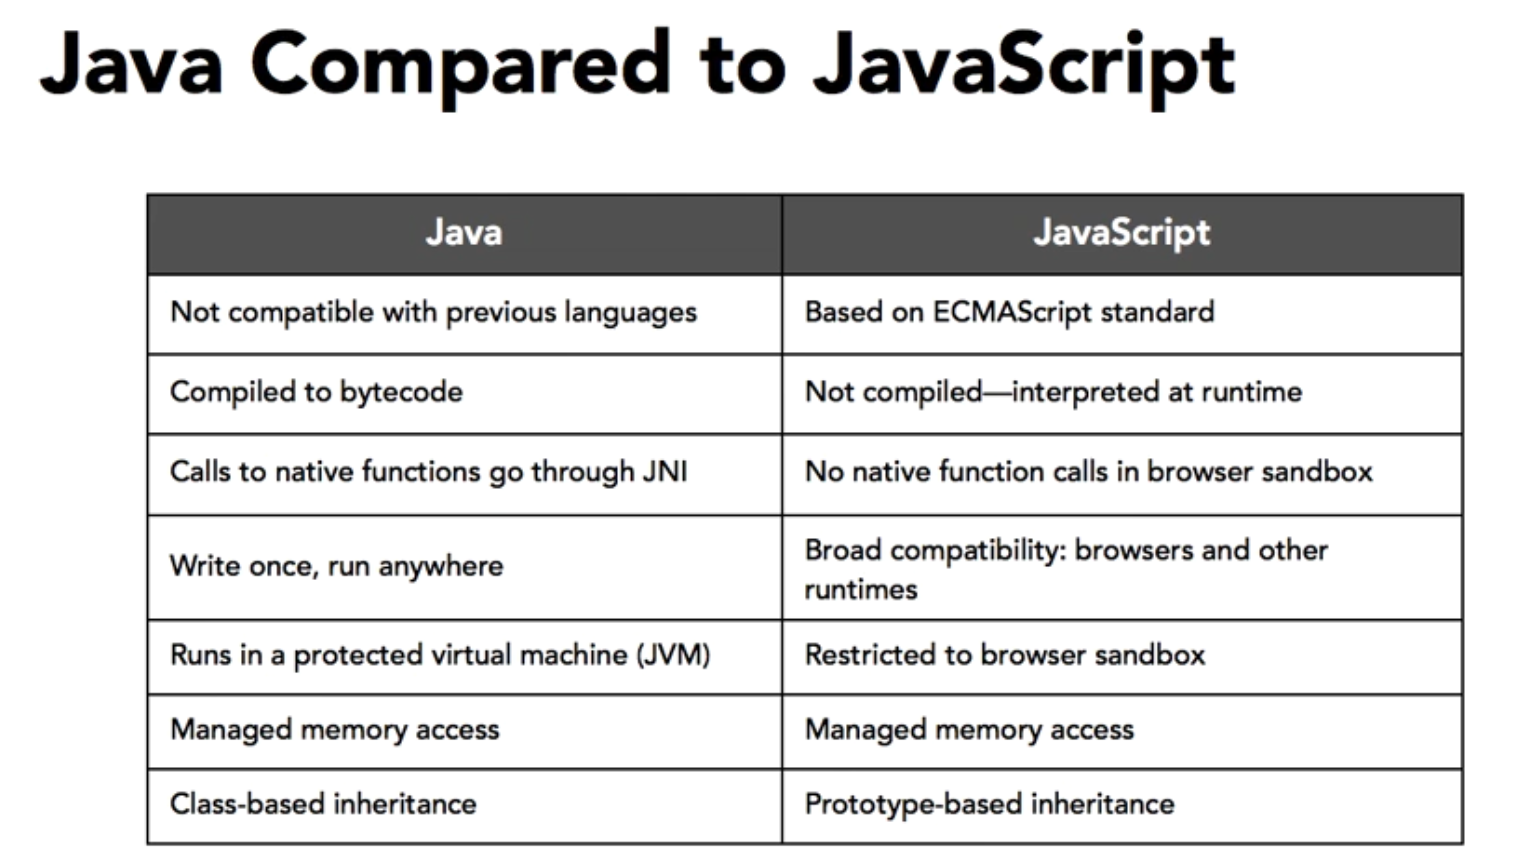 Java Compared to JavaScript
Java JavaScript
Not compatible with previous languages Based on ECMAScript standard
Compiled to bytecode Not compiled—interpreted at runtime
Calls to native functions go through JNI No native function calls in browser sandbox
Write once, run anywhere Broad compatibility: browsers and other
runtimes
Runs in a protected virtual machine (JVM) Restricted to browser sandbox
Managed memory access Managed memory access
Class-based inheritance Prototype-based inheritance